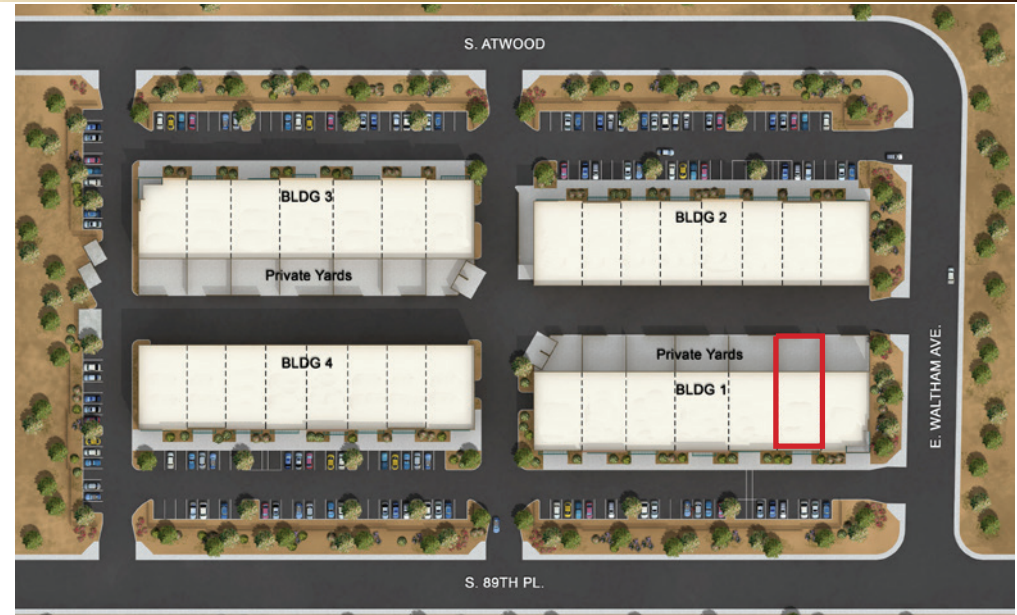 S. ATWOOD
BLDG 3
BLDG 2
Private Yards
E. WALTHAM AVE.
Private Yards
BLDG 4
BLDG 1
S. 89TH PL.